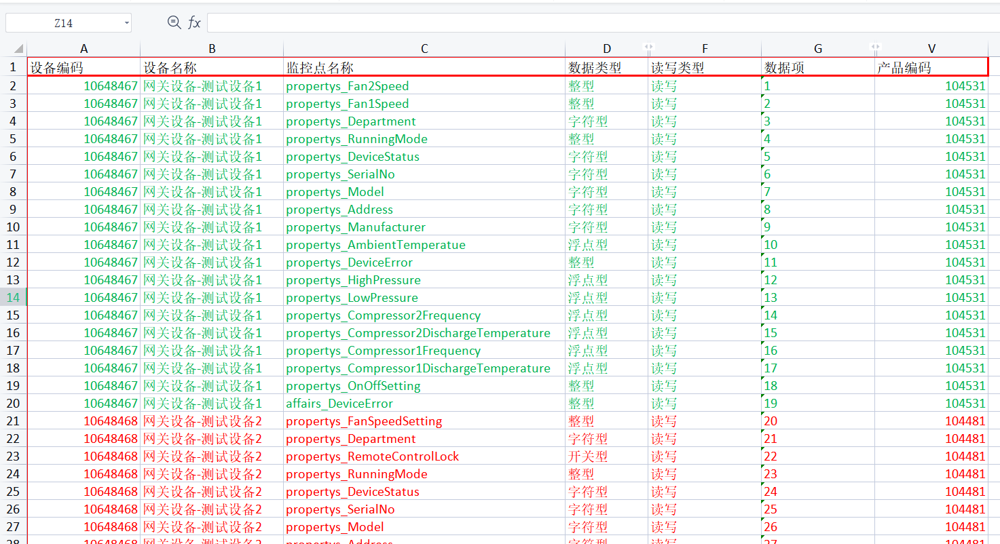 Z14 fx
A B C D F G V
1 设备编码 设备名称 监控点名称 数据类型 读写类型 数据项 产品编码
2 10648467 网关设备-测试设备1 propertys_Fan2Speed 整型 读写 1 104531
3 10648467 网关设备-测试设备1 propertys_Fan1Speed 整型 读写 2 104531
4 10648467 网关设备-测试设备1 propertys_Department 字符型 读写 3 104531
5 10648467 网关设备-测试设备1 propertys_RunningMode 整型 读写 4 104531
6 10648467 网关设备-测试设备1 propertys_DeviceStatus 字符型 读写 5 104531
7 10648467 网关设备-测试设备1 propertys_SerialNo 字符型 读写 6 104531
8 10648467 网关设备-测试设备1 propertys_Model 字符型 读写 7 104531
9 10648467 网关设备-测试设备1 propertys_Address 字符型 读写 8 104531
10 10648467 网关设备-测试设备1 propertys_Manufacturer 字符型 读写 9 104531
11 10648467 网关设备-测试设备1 propertys_AmbientTemperatue 浮点型 读写 10 104531
12 10648467 网关设备-测试设备1 propertys_DeviceError 整型 读写 11 104531
13 10648467 网关设备-测试设备1 propertys_HighPressure 浮点型 读写 12 104531
14 10648467 网关设备-测试设备1 propertys_LowPressure 浮点型 读写 13 104531
15 10648467 网关设备-测试设备1 propertys_Compressor2Frequency 浮点型 读写 14 104531
16 10648467 网关设备-测试设备1 propertys_Compressor2DischargeTemperature 浮点型 读写 15 104531
17 10648467 网关设备-测试设备1 propertys_Compressor1Frequency 浮点型 读写 16 104531
18 10648467 网关设备-测试设备1 propertys_Compressor1DischargeTemperature 浮点型 读写 17 104531
19 10648467 网关设备-测试设备1 propertys_OnOffSetting 整型 读写 18 104531
20 10648467 网关设备-测试设备1 affairs_DeviceError 整型 读写 19 104531
21 10648468 网关设备-测试设备2 propertys_FanSpeedSetting 整型 读写 20 104481
22 10648468 网关设备-测试设备2 propertys_Department 字符型 读写 21 104481
23 10648468 网关设备-测试设备2 propertys_RemoteControlLock 开关型 读写 22 104481
24 10648468 网关设备-测试设备2 propertys_RunningMode 整型 读写 23 104481
25 10648468 网关设备-测试设备2 propertys_DeviceStatus 字符型 读写 24 104481
26 10648468 网关设备-测试设备2 propertys_SerialNo 字符型 读写 25 104481
27 10648468 网关设备-测试设备2 propertys_Model 字符型 读写 26 104481
28 10648468 网关设备-测试设备2 propertys_Address 字符型 读写 27 104481